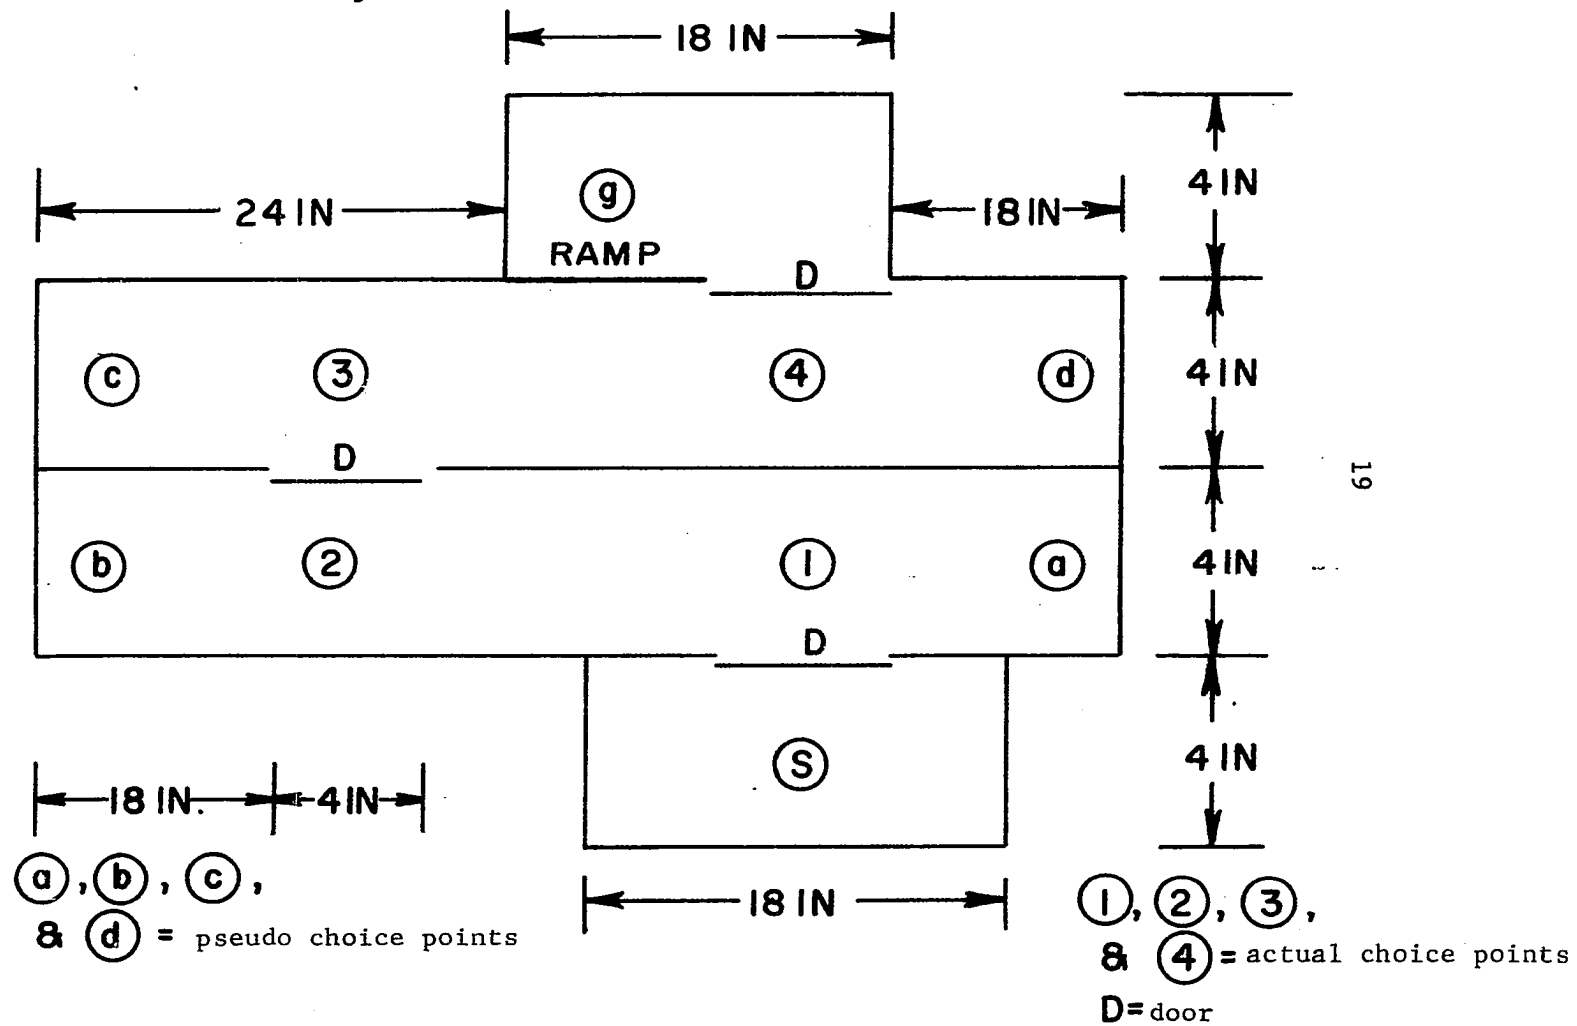 18 IN
24 IN
g
18 IN
4 IN
RAMP
D
c
3
4
d
4 IN
D
19
b
2
1
a
4 IN
D
S
4 IN
18 IN.
4 IN
a, b, c,
& d = pseudo choice points
18 IN
1, 2, 3,
& 4 = actual choice points
D = door